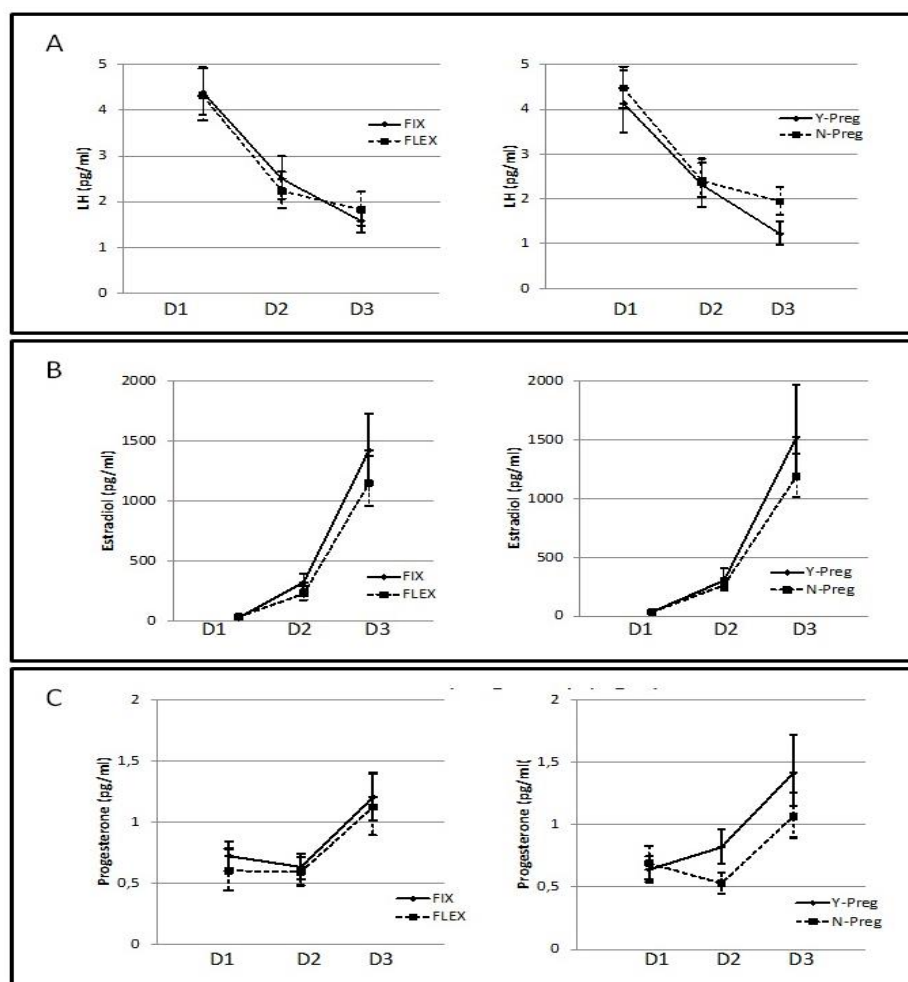 A
5
4
3
2
1
0
LH (pg/ml)
FIX
FLEX
D1 D2 D3
5
4
3
2
1
0
LH (pg/ml)
Y-Preg
N-Preg
D1 D2 D3
B
2000
1500
1000
500
0
Estradiol (pg/ml)
FIX
FLEX
D1 D2 D3
2000
1500
1000
500
0
Estradiol (pg/ml)
Y-Preg
N-Preg
D1 D2 D3
C
2
1,5
1
0,5
0
Progesterone (pg/ml)
FIX
FLEX
D1 D2 D3
2
1,5
1
0,5
0
Progesterone (pg/ml(
Y-Preg
N-Preg
D1 D2 D3